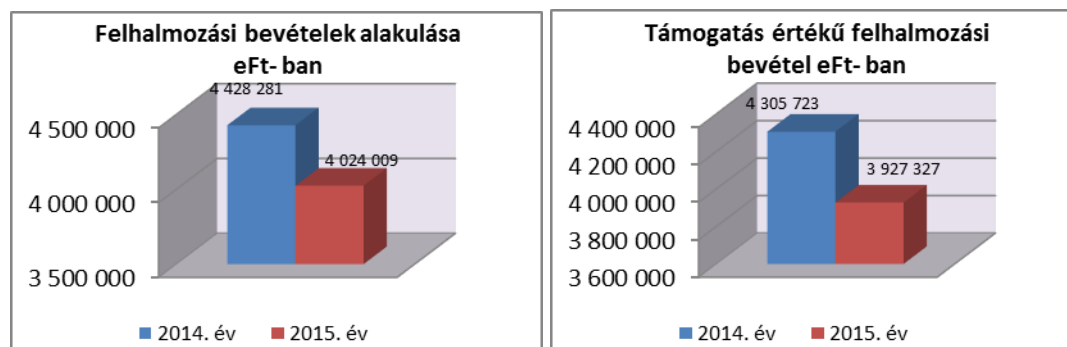 Felhalmozási bevételek alakulása
eFt- ban
4 428 281
4 500 000
4 024 009
4 000 000
3 500 000
2014. év 2015. év
Támogatás értékű felhalmozási
bevétel eFt- ban
4 305 723
4 400 000
4 200 000
3 927 327
4 000 000
3 800 000
3 600 000
2014. év 2015. év